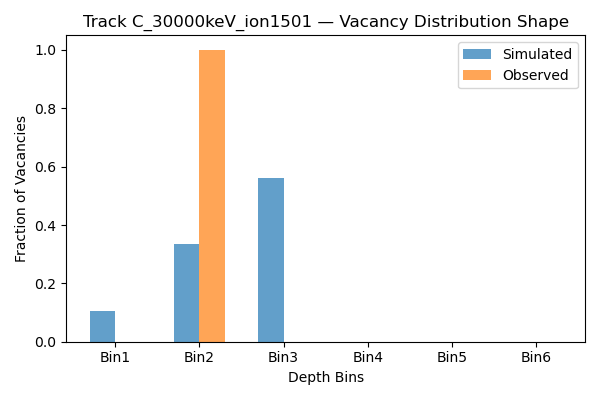 Track C_30000keV_ion1501 — Vacancy Distribution Shape
Simulated
Observed
Fraction of Vacancies
1.0
0.8
0.6
0.4
0.2
0.0
Bin1 Bin2 Bin3 Bin4 Bin5 Bin6
Depth Bins